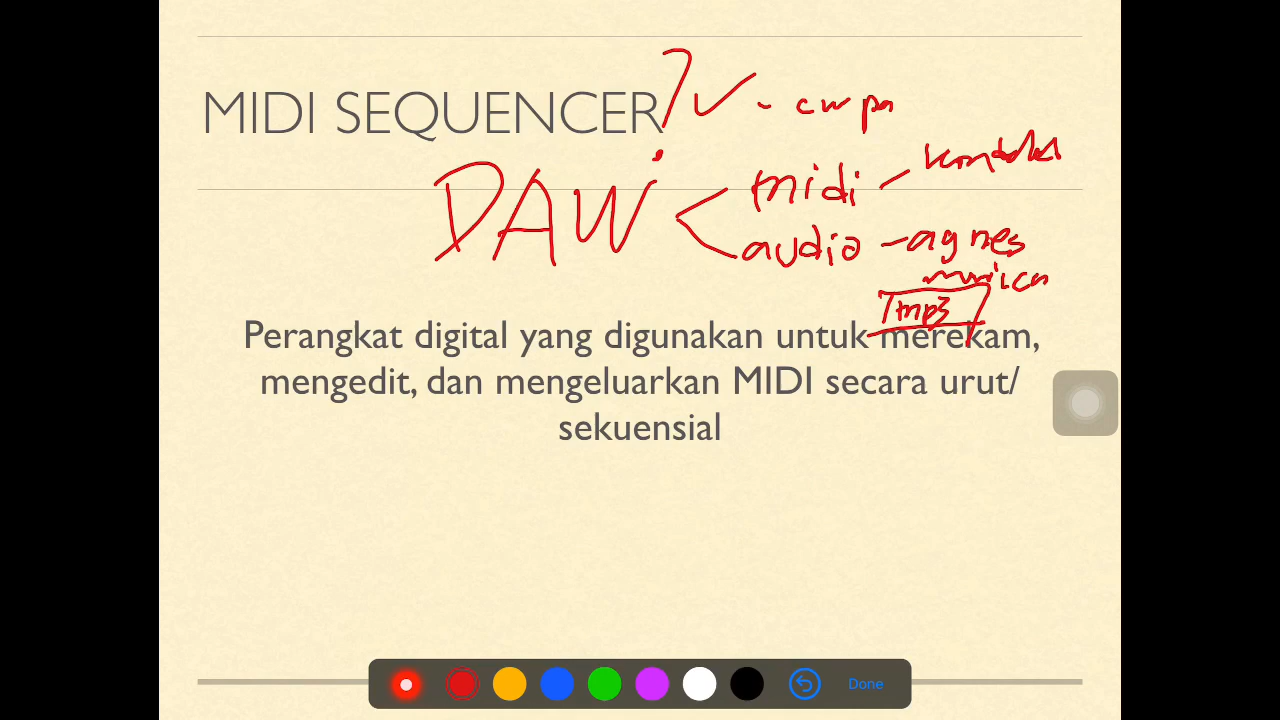 MIDI SEQUENCER
DAW
midi
audio - agnes
mp3
Perangkat digital yang digunakan untuk merekam,
mengedit, dan mengeluarkan MIDI secara urut/
sekuensial
Done